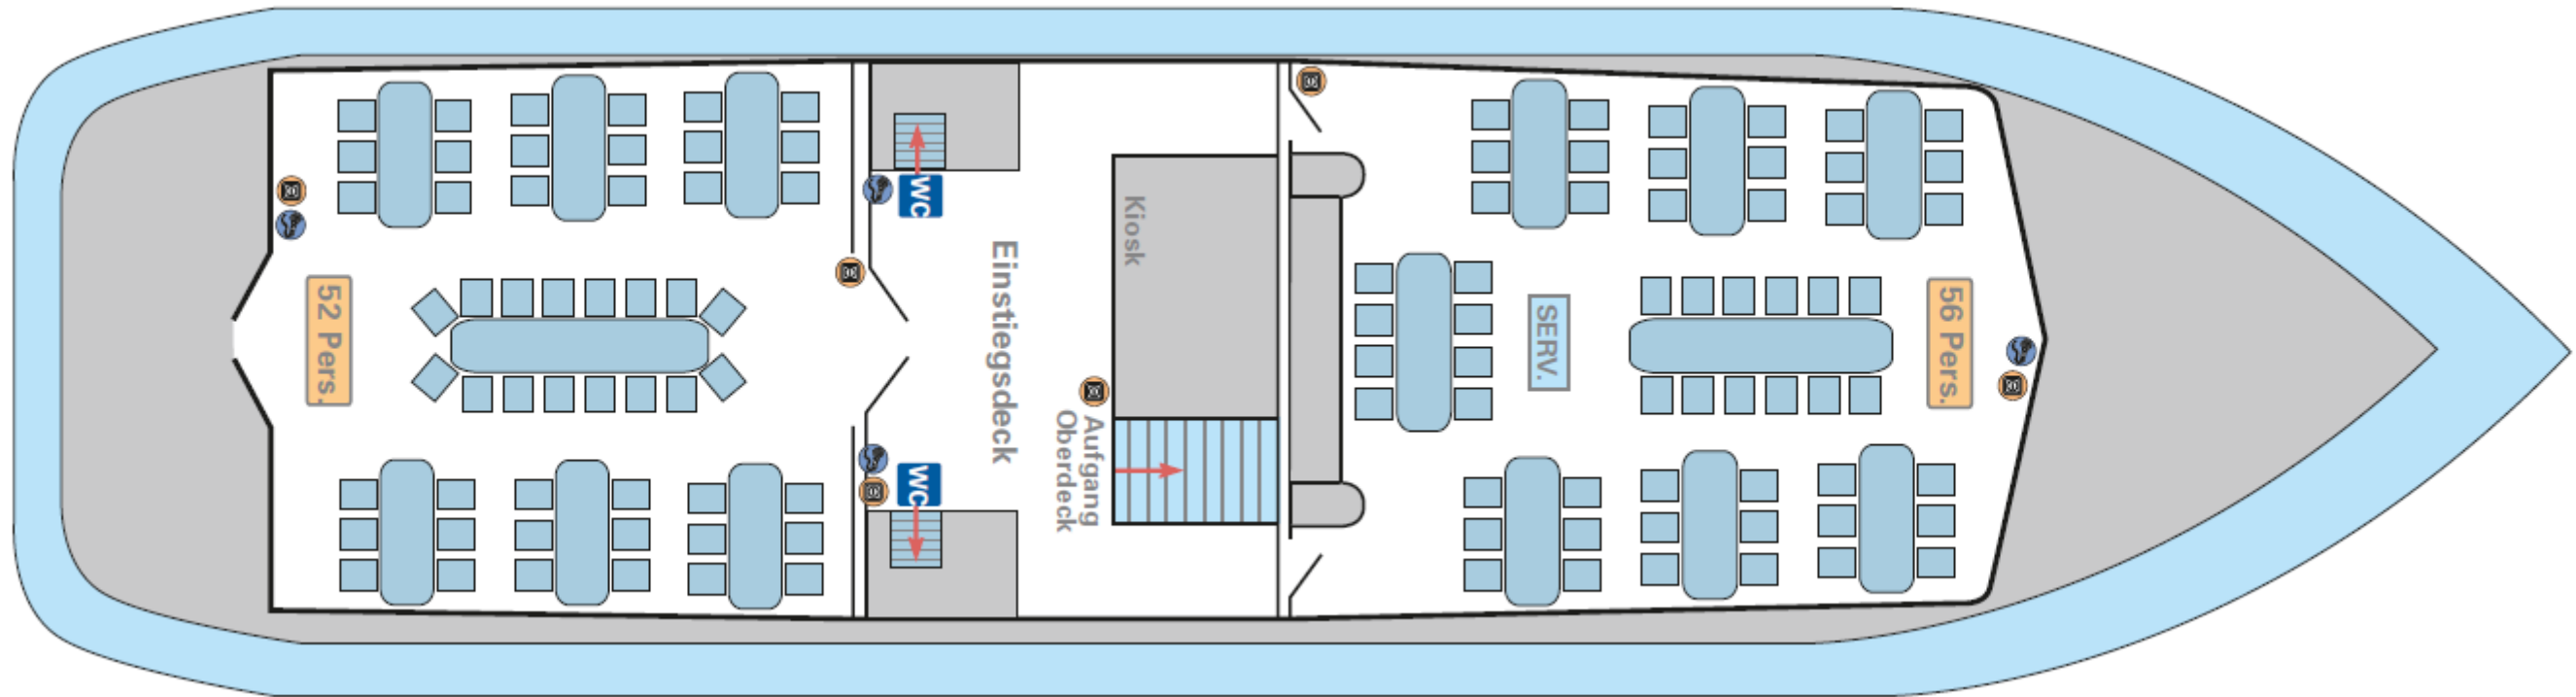 52 Pers.
WC
WC
Einstiegsdeck
Aufgang
Oberdeck
Kiosk
SERV.
56 Pers.